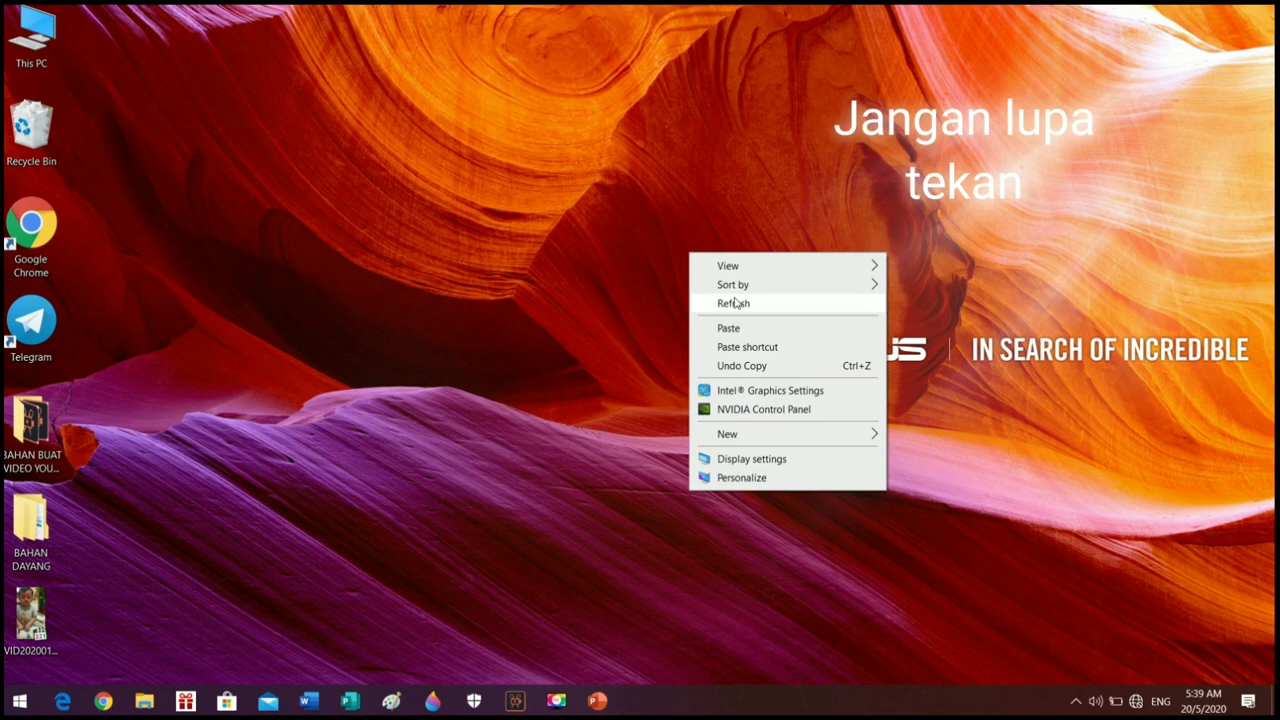 This PC
Recycle Bin
Google
Chrome
Telegram
BAHAN BUAT
VIDEO YOU...
BAHAN
DAYANG
VID202001...
Jangan lupa
tekan
IN SEARCH OF INCREDIBLE
View
Sort by
Refresh
Paste
Paste shortcut
Undo Copy Ctrl+Z
Intel® Graphics Settings
NVIDIA Control Panel
New
Display settings
Personalize
ENG
5:39 AM
20/5/2020